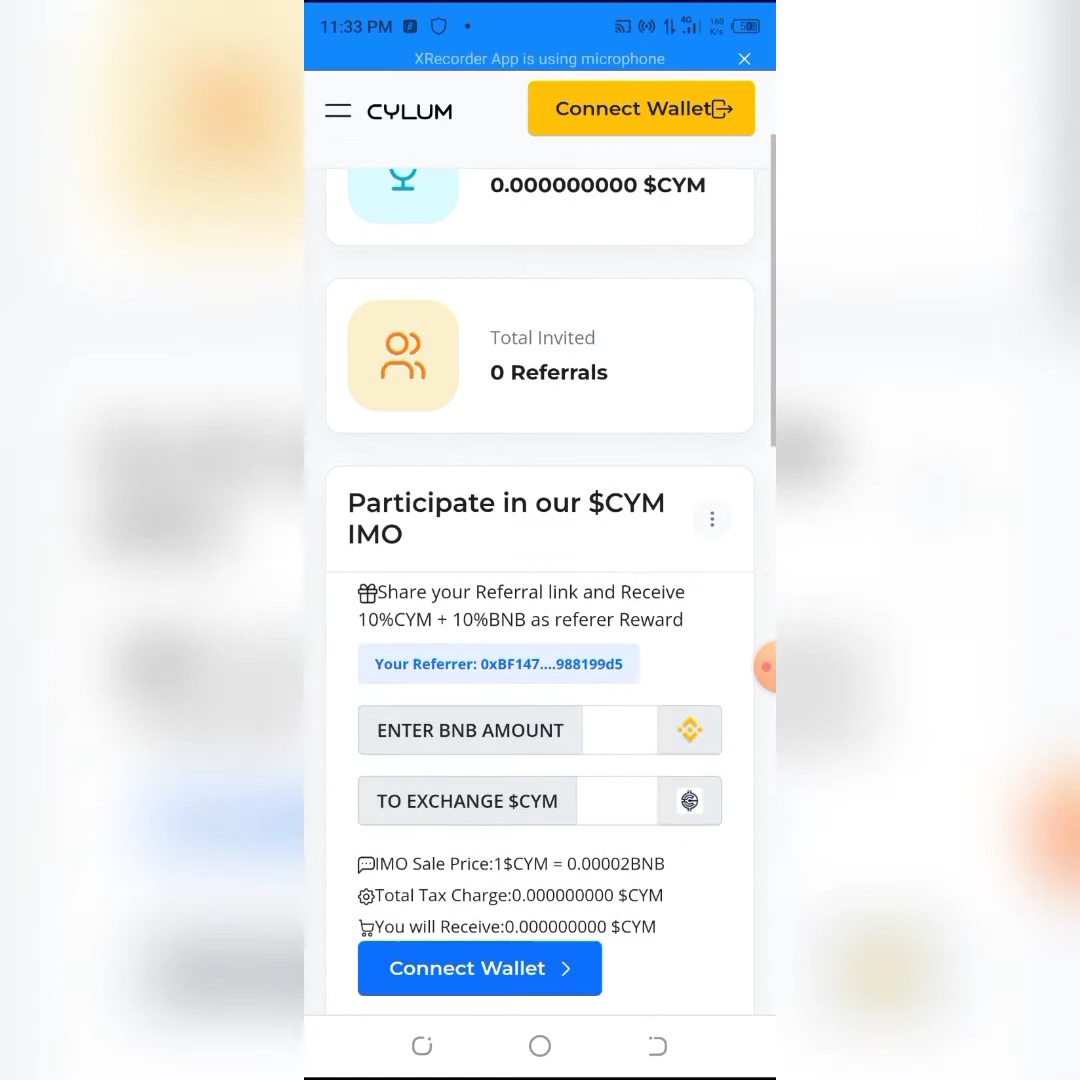 11:33 PM
4G
160
K/s
50
XRecorder App is using microphone
CYLUM
Connect Wallet
0.000000000 $CYM
Total Invited
0 Referrals
Participate in our $CYM
IMO
Share your Referral link and Receive
10%CYM + 10%BNB as referer Reward
Your Referrer: 0xBF147....988199d5
ENTER BNB AMOUNT
TO EXCHANGE $CYM
IMO Sale Price:1$CYM = 0.00002BNB
Total Tax Charge:0.000000000 $CYM
You will Receive:0.000000000 $CYM
Connect Wallet